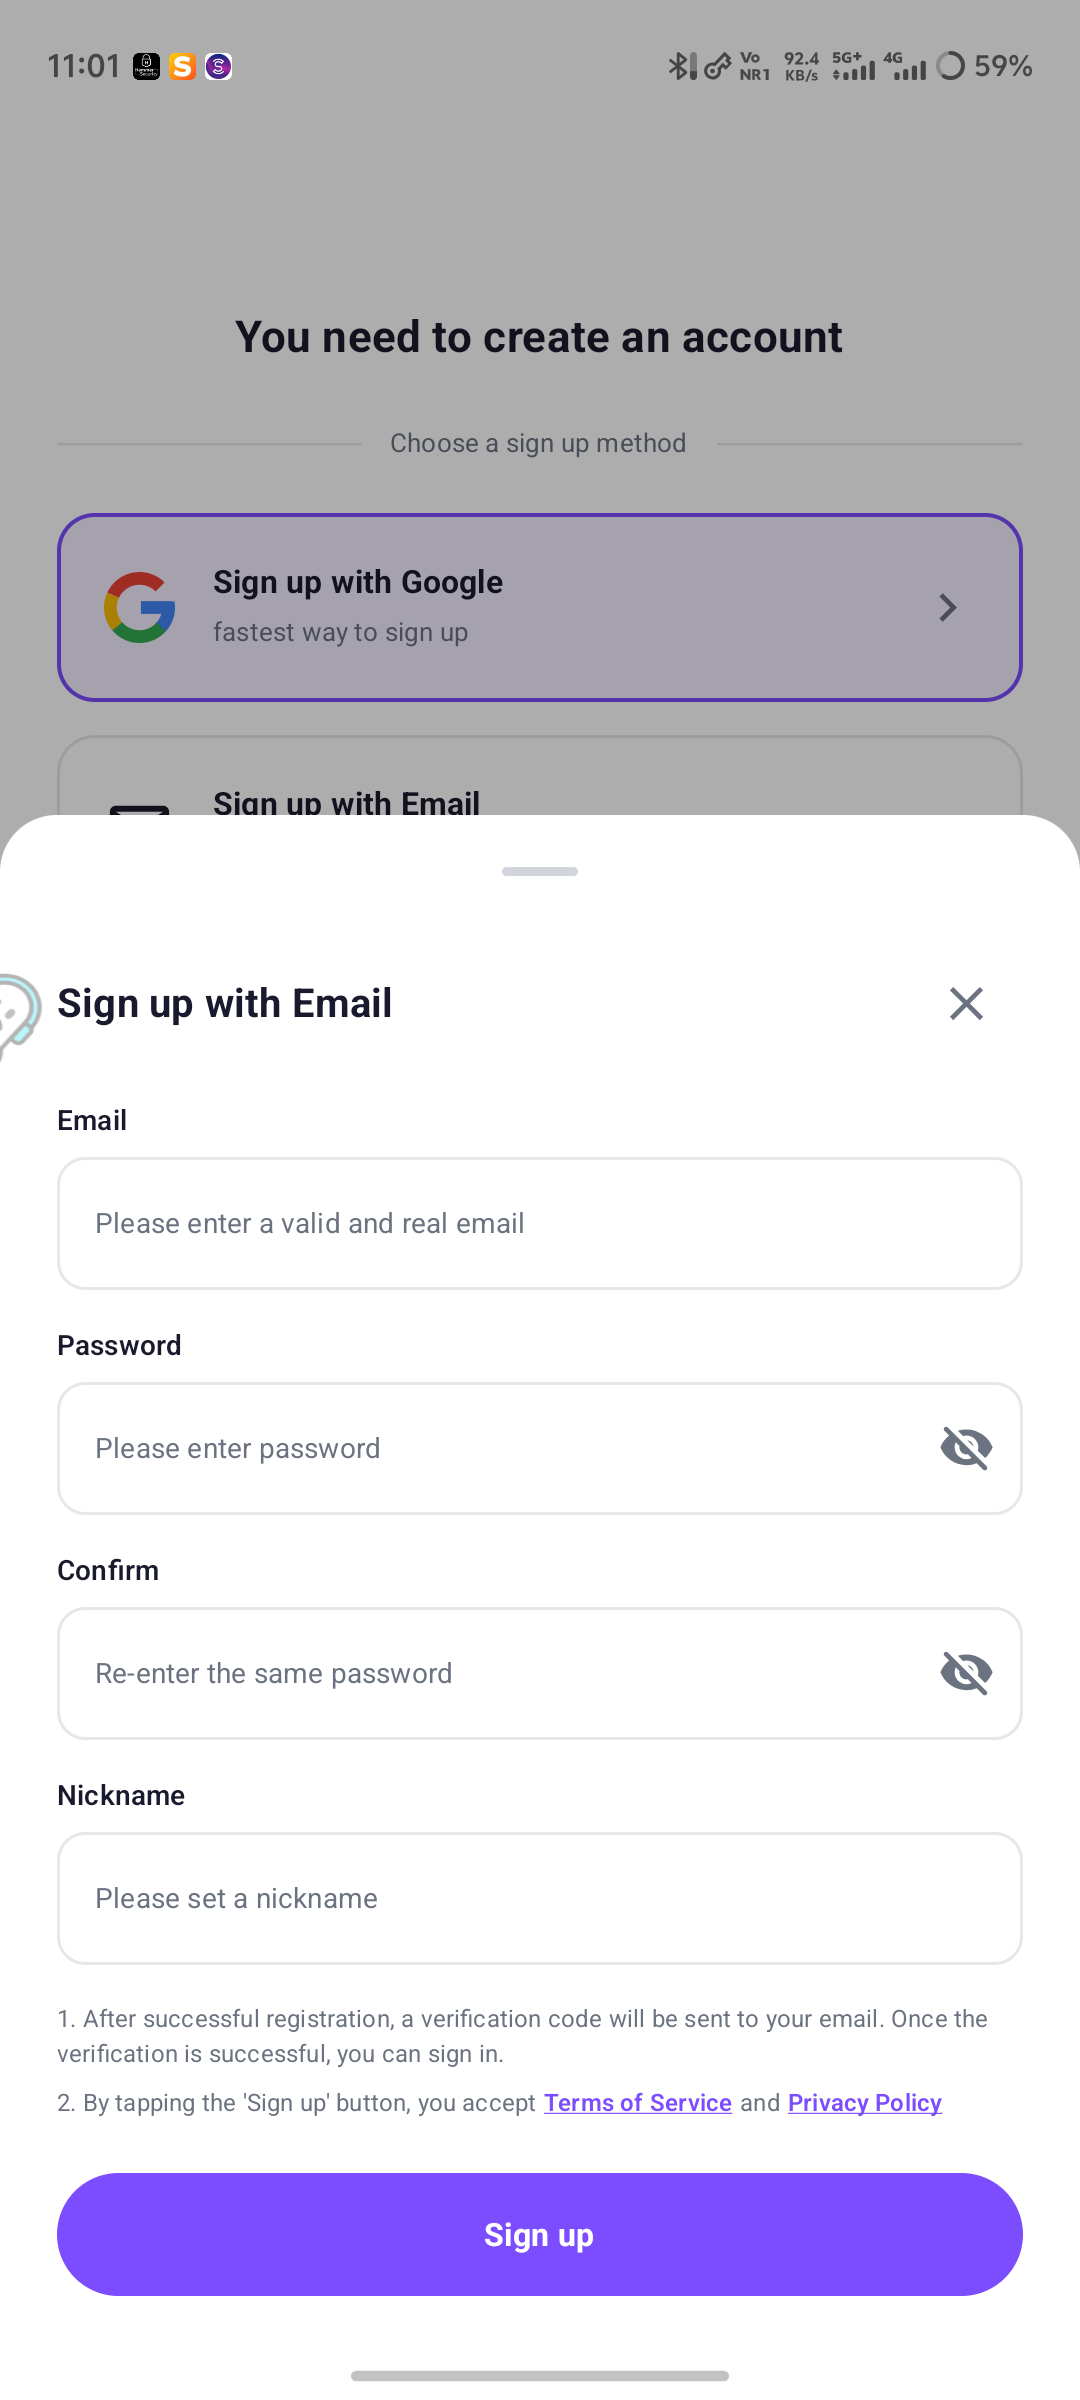 11:01
Vo
NR1
92.4
KB/s
5G+
4G
59%
You need to create an account
Choose a sign up method
Sign up with Google
fastest way to sign up
Sign up with Email
Sign up with Email
Email
Please enter a valid and real email
Password
Please enter password
Confirm
Re-enter the same password
Nickname
Please set a nickname
1. After successful registration, a verification code will be sent to your email. Once the
verification is successful, you can sign in.
2. By tapping the 'Sign up' button, you accept Terms of Service and Privacy Policy
Sign up